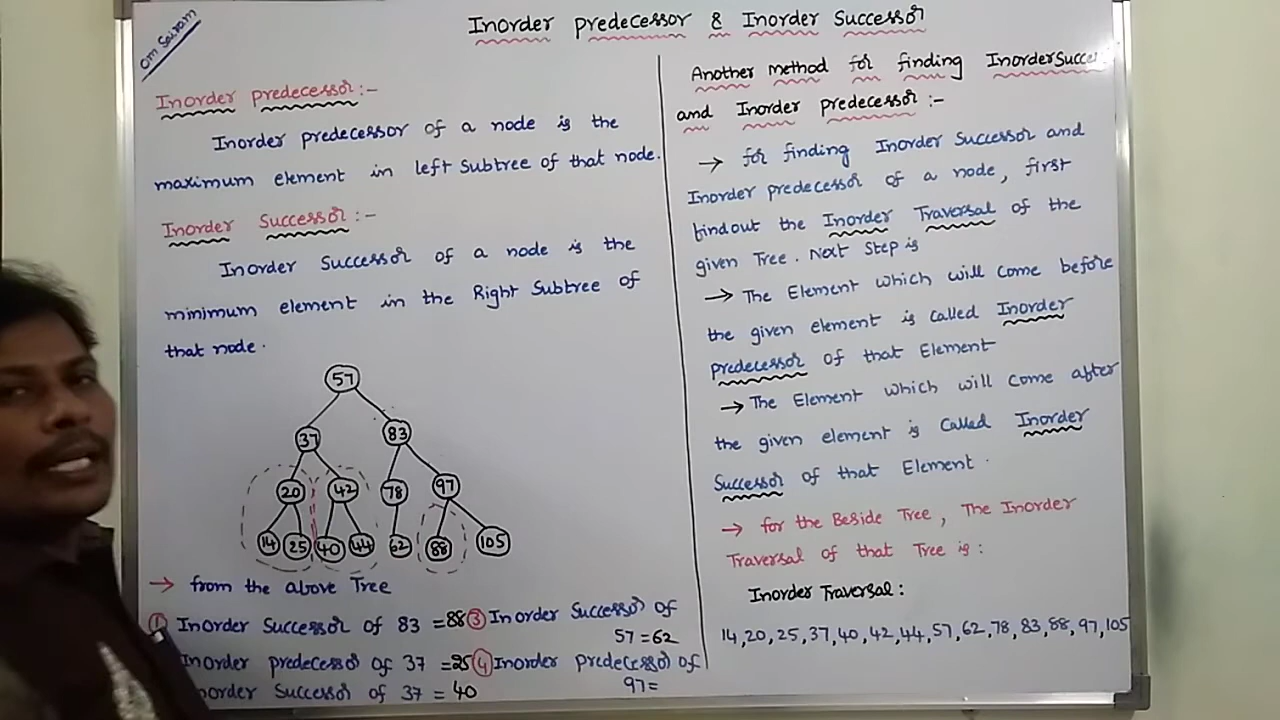 Om Sairam
Inorder predecessor & Inorder Successor
Inorder predecessor :-
Inorder predecessor of a node is the
maximum element in left Subtree of that node.
Inorder Successor :-
Inorder Successor of a node is the
minimum element in the Right Subtree of
that node.
57
37 83
20 42 78 97
14 25 40 44 62 88 105
→ from the above Tree
① Inorder Successor of 83 = 88
norder predecessor of 37 = 25
norder Successor of 37 = 40
③ Inorder Successor of
57 = 62
④ Inorder predecessor of
97 =
Another method for finding InorderSucce
and Inorder predecessor :-
→ for finding Inorder Successor and
Inorder predecessor of a node, first
findout the Inorder Traversal of the
given Tree. Next Step is
→ The Element which will come before
the given element is called Inorder
predecessor of that Element
→ The Element which will come after
the given element is Called Inorder
Successor of that Element.
→ for the Beside Tree, The Inorder
Traversal of that Tree is :
Inorder Traversal :
14, 20, 25, 37, 40, 42, 44, 57, 62, 78, 83, 88, 97, 105